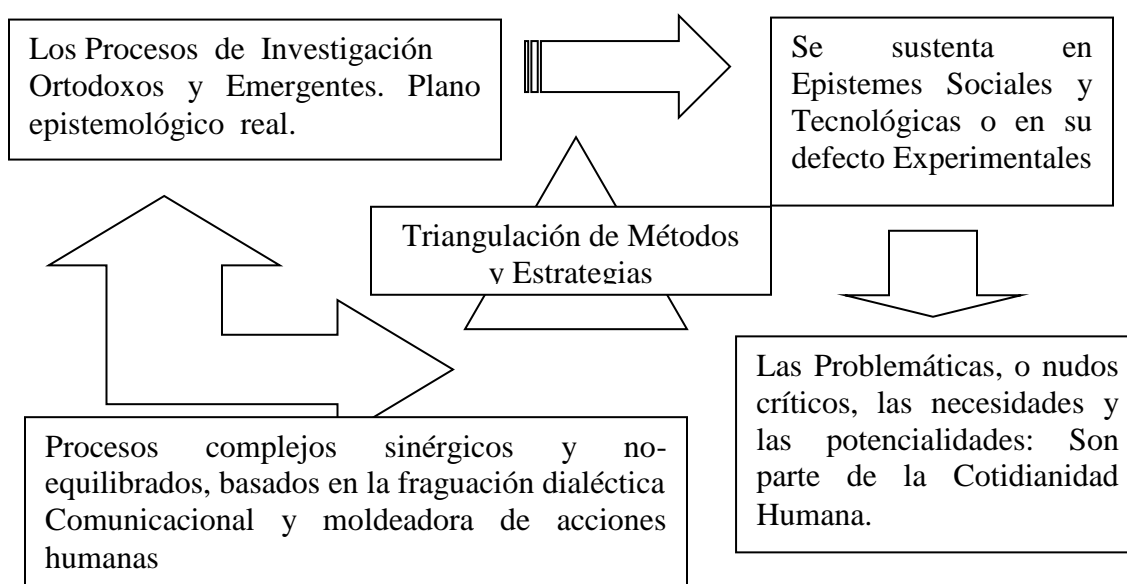 Los Procesos de Investigación
Ortodoxos y Emergentes. Plano
epistemológico real.
Se sustenta en
Epistemes Sociales y
Tecnológicas o en su
defecto Experimentales
Triangulación de Métodos
y Estrategias
Las Problemáticas, o nudos
críticos, las necesidades y
las potencialidades: Son
parte de la Cotidianidad
Humana.
Procesos complejos sinérgicos y no-
equilibrados, basados en la fraguación dialéctica
Comunicacional y moldeadora de acciones
humanas